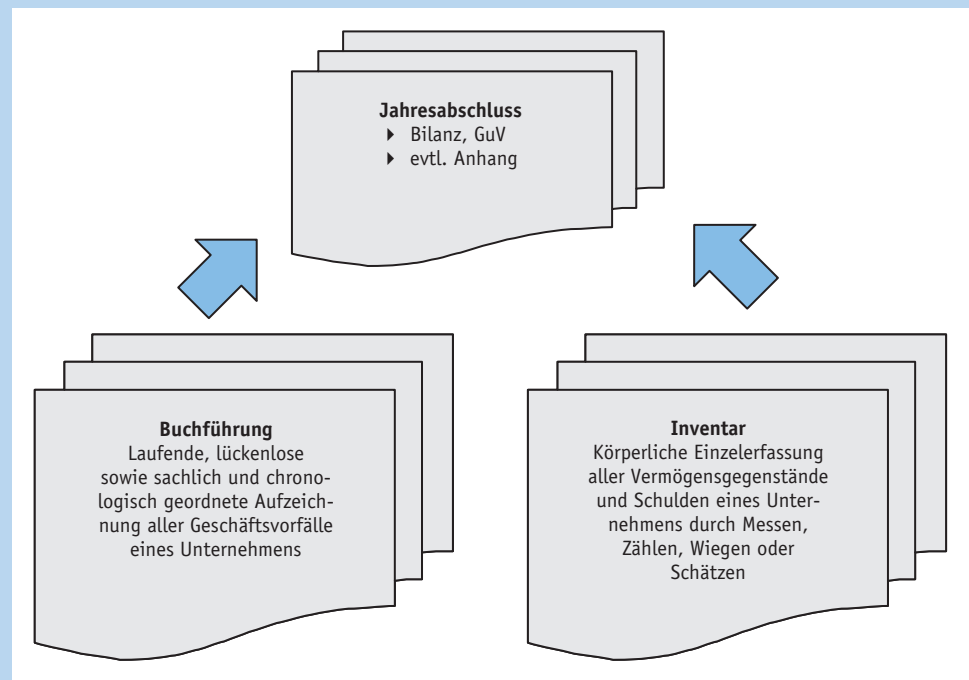 Jahresabschluss
▸ Bilanz, GuV
▸ evtl. Anhang
Buchführung
Laufende, lückenlose
sowie sachlich und chrono-
logisch geordnete Aufzeich-
nung aller Geschäftsvorfälle
eines Unternehmens
Inventar
Körperliche Einzelerfassung
aller Vermögensgegenstände
und Schulden eines Unter-
nehmens durch Messen,
Zählen, Wiegen oder
Schätzen